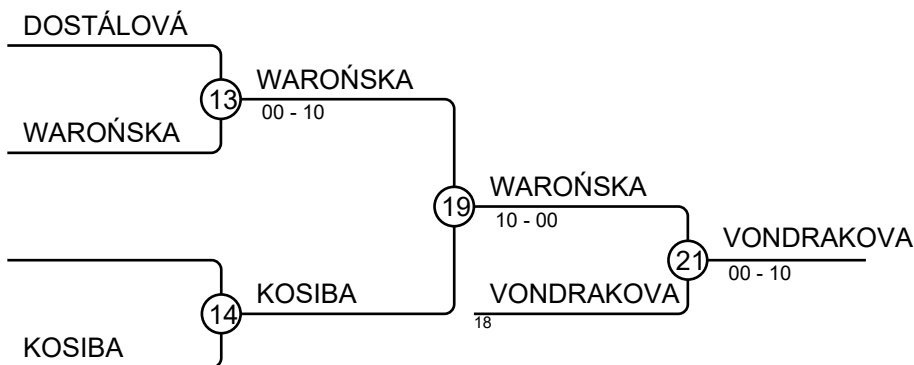 DOSTÁLOVÁ
13
WAROŃSKA
00 - 10
WAROŃSKA
19
WAROŃSKA
10 - 00
21
VONDRAKOVA
00 - 10
14
KOSIBA
VONDRAKOVA
18
KOSIBA